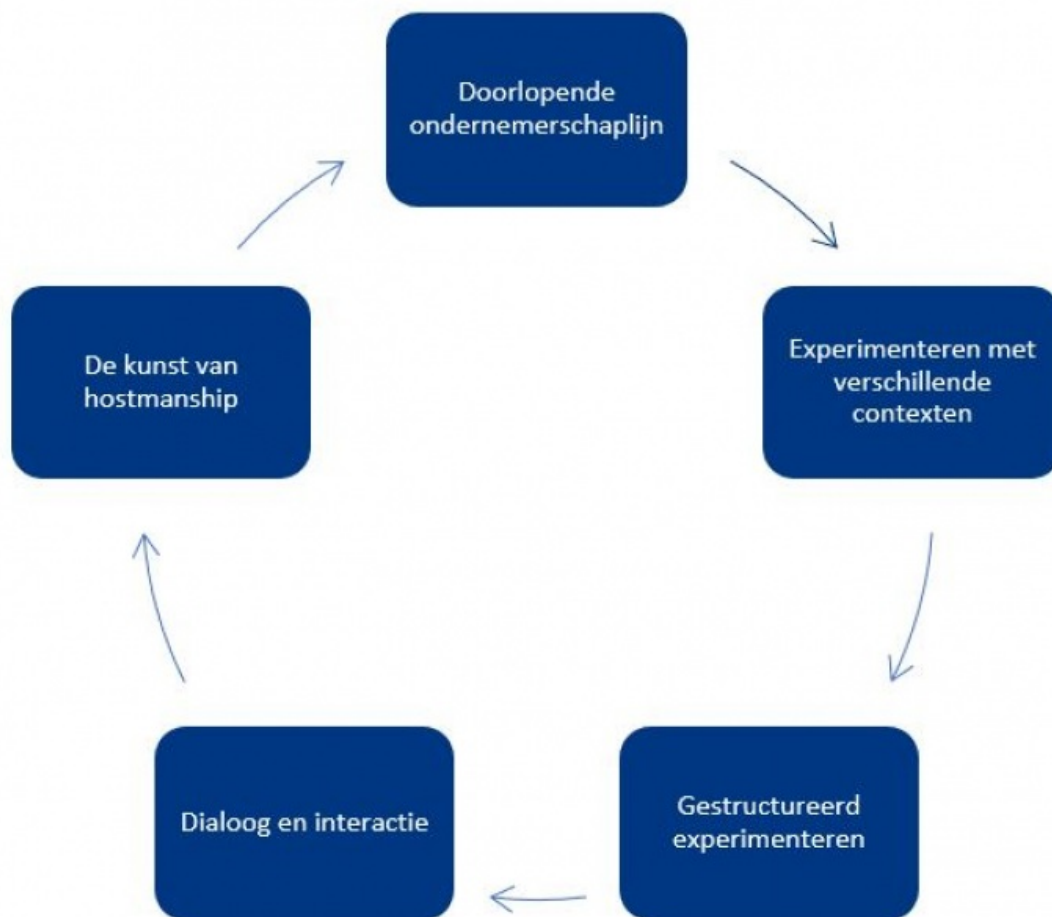 Doorlopende
ondernemerschaplijn
Experimenteren met
verschillende
contexten
Gestructureerd
experimenteren
Dialoog en interactie
De kunst van
hostmanship